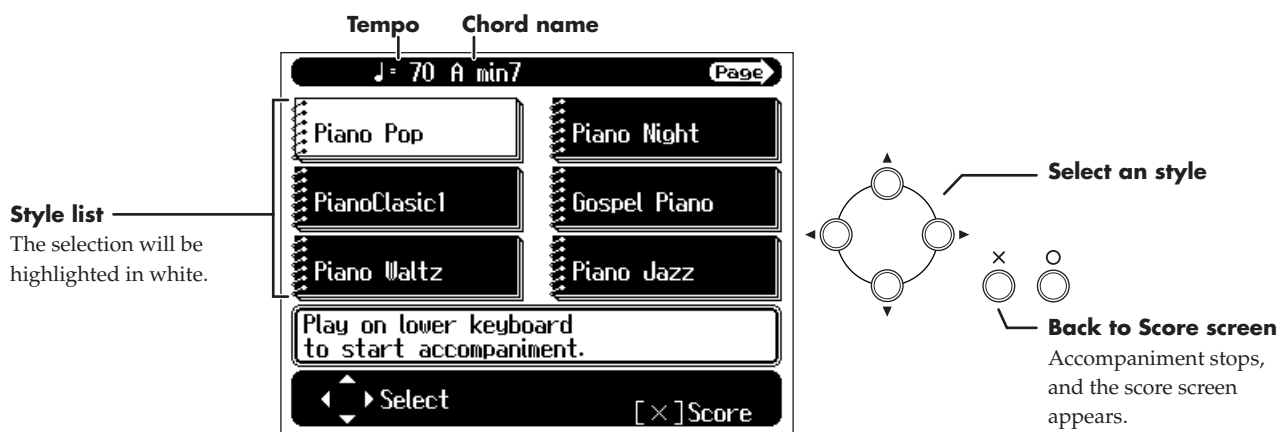 Tempo Chord name
♩= 70 A min7 Page
Piano Pop Piano Night
PianoClasic1 Gospel Piano
Piano Waltz Piano Jazz
Play on lower keyboard
to start accompaniment.
Select [×]Score
Style list
The selection will be
highlighted in white.
Select an style
× ○
Back to Score screen
Accompaniment stops,
and the score screen
appears.